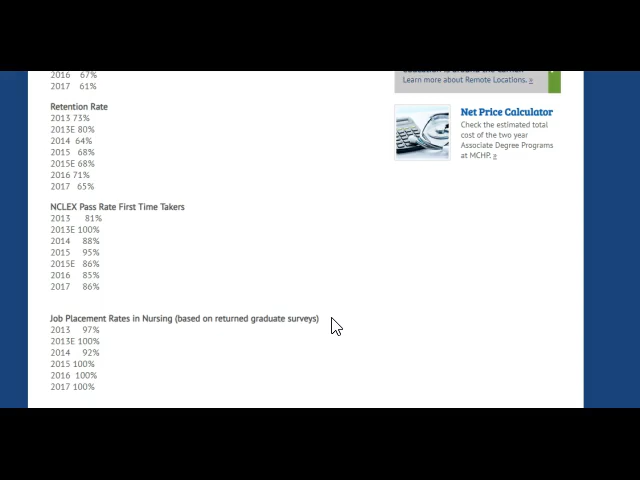 2016 67%
2017 61%
Retention Rate
2013 73%
2013E 80%
2014 64%
2015 68%
2015E 68%
2016 71%
2017 65%
NCLEX Pass Rate First Time Takers
2013 81%
2013E 100%
2014 88%
2015 95%
2015E 86%
2016 85%
2017 86%
Job Placement Rates in Nursing (based on returned graduate surveys)
2013 97%
2013E 100%
2014 92%
2015 100%
2016 100%
2017 100%
Learn more about Remote Locations. »
Net Price Calculator
Check the estimated total
cost of the two year
Associate Degree Programs
at MCHP. »